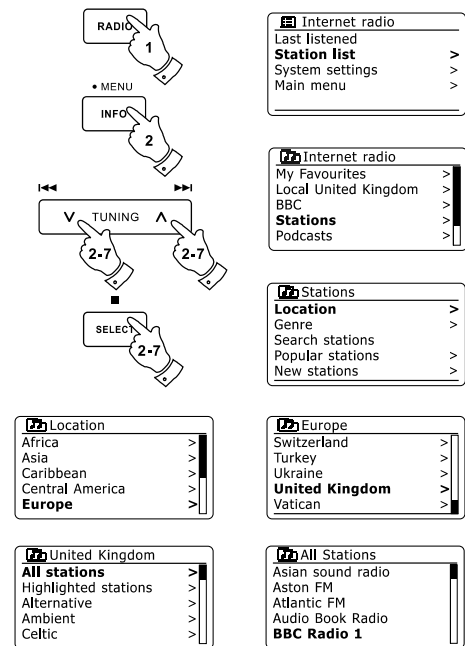 RADIO
1
• MENU
INFO
2
TUNING
2-7
2-7
SELECT
2-7
Internet radio
Last listened
Station list >
System settings >
Main menu >
Internet radio
My Favourites >
Local United Kingdom >
BBC >
Stations >
Podcasts >
Stations
Location >
Genre >
Search stations
Popular stations >
New stations >
Location
Africa >
Asia >
Caribbean >
Central America >
Europe >
Europe
Switzerland >
Turkey >
Ukraine >
United Kingdom >
Vatican >
United Kingdom
All stations >
Highlighted stations >
Alternative >
Ambient >
Celtic >
All Stations
Asian sound radio
Aston FM
Atlantic FM
Audio Book Radio
BBC Radio 1